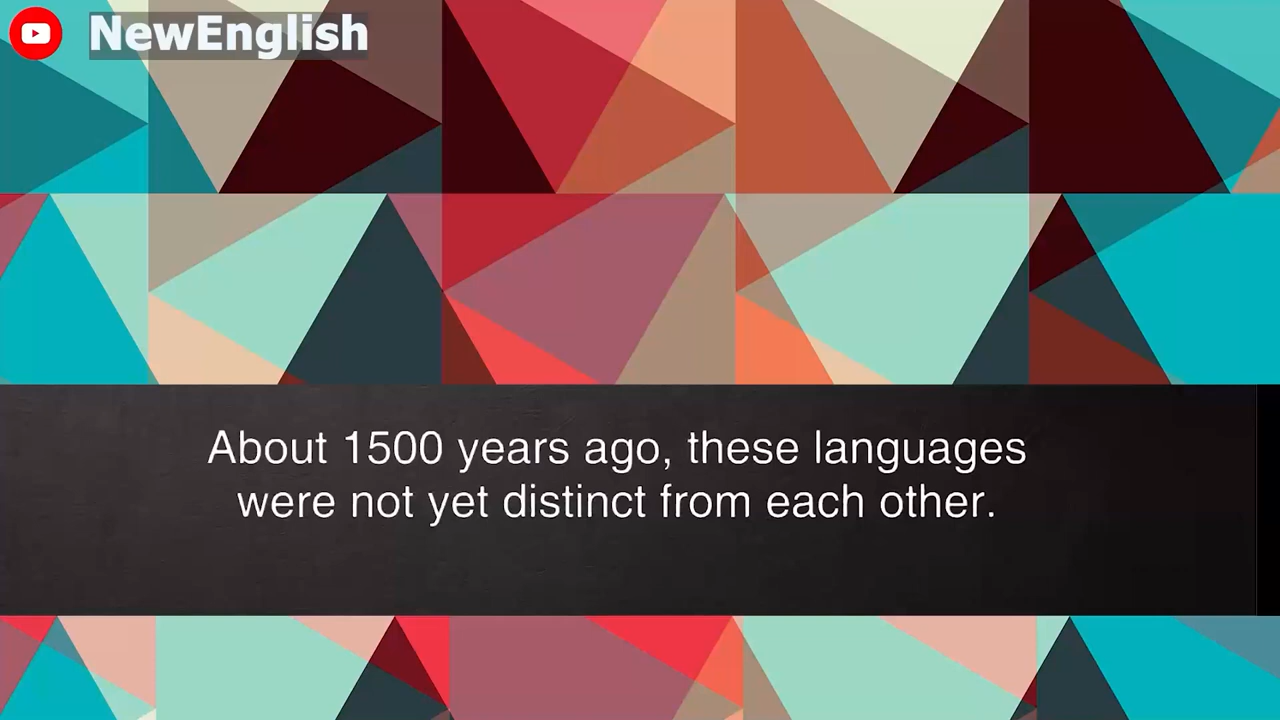 NewEnglish
About 1500 years ago, these languages
were not yet distinct from each other.